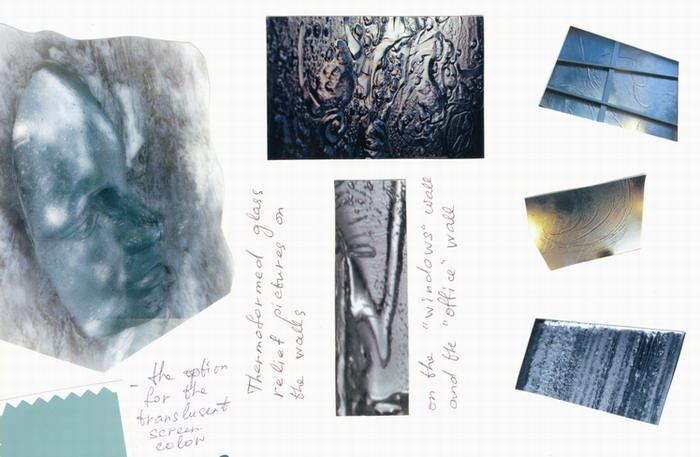 Thermoformed glass
relief pictures on
the walls
on the "windows" wall
and the "office" wall
- the option
for the
translusent
screen
color